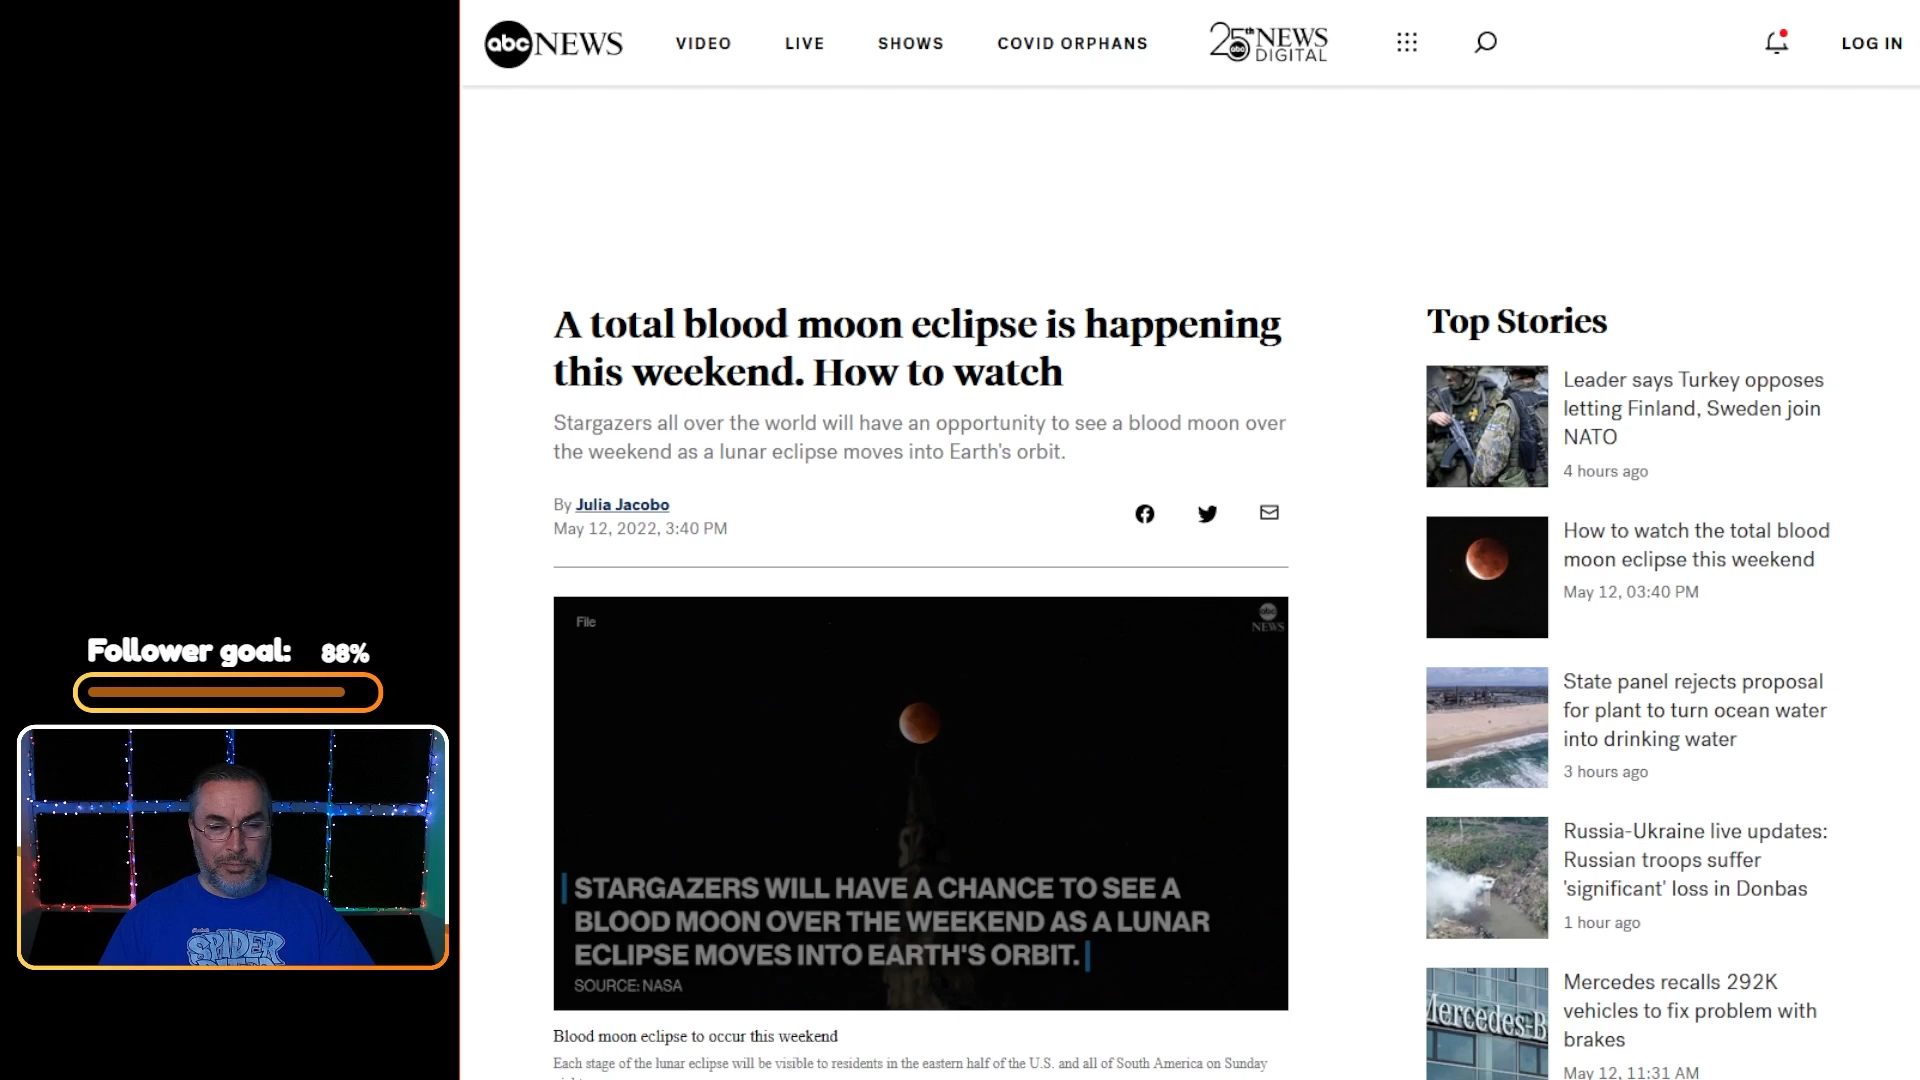 abc NEWS VIDEO LIVE SHOWS COVID ORPHANS 25th abc NEWS DIGITAL LOG IN
A total blood moon eclipse is happening
this weekend. How to watch
Stargazers all over the world will have an opportunity to see a blood moon over
the weekend as a lunar eclipse moves into Earth's orbit.
By Julia Jacobo
May 12, 2022, 3:40 PM
File
abc NEWS
STARGAZERS WILL HAVE A CHANCE TO SEE A
BLOOD MOON OVER THE WEEKEND AS A LUNAR
ECLIPSE MOVES INTO EARTH'S ORBIT.
SOURCE: NASA
Blood moon eclipse to occur this weekend
Each stage of the lunar eclipse will be visible to residents in the eastern half of the U.S. and all of South America on Sunday
Top Stories
Leader says Turkey opposes
letting Finland, Sweden join
NATO
4 hours ago
How to watch the total blood
moon eclipse this weekend
May 12, 03:40 PM
State panel rejects proposal
for plant to turn ocean water
into drinking water
3 hours ago
Russia-Ukraine live updates:
Russian troops suffer
'significant' loss in Donbas
1 hour ago
Mercedes-B
Mercedes recalls 292K
vehicles to fix problem with
brakes
May 12, 11:31 AM
Follower goal: 88%
SPIDER